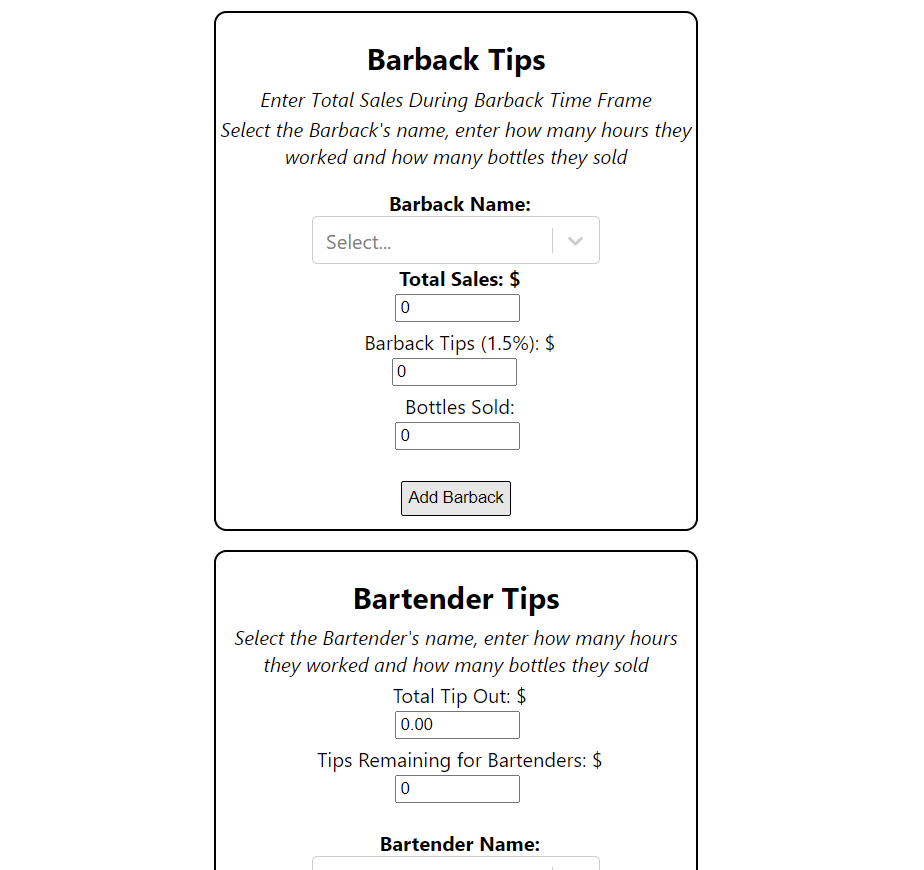 Barback Tips
Enter Total Sales During Barback Time Frame
Select the Barback's name, enter how many hours they
worked and how many bottles they sold
Barback Name:
Select...
Total Sales: $
0
Barback Tips (1.5%): $
0
Bottles Sold:
0
Add Barback
Bartender Tips
Select the Bartender's name, enter how many hours
they worked and how many bottles they sold
Total Tip Out: $
0.00
Tips Remaining for Bartenders: $
0
Bartender Name: